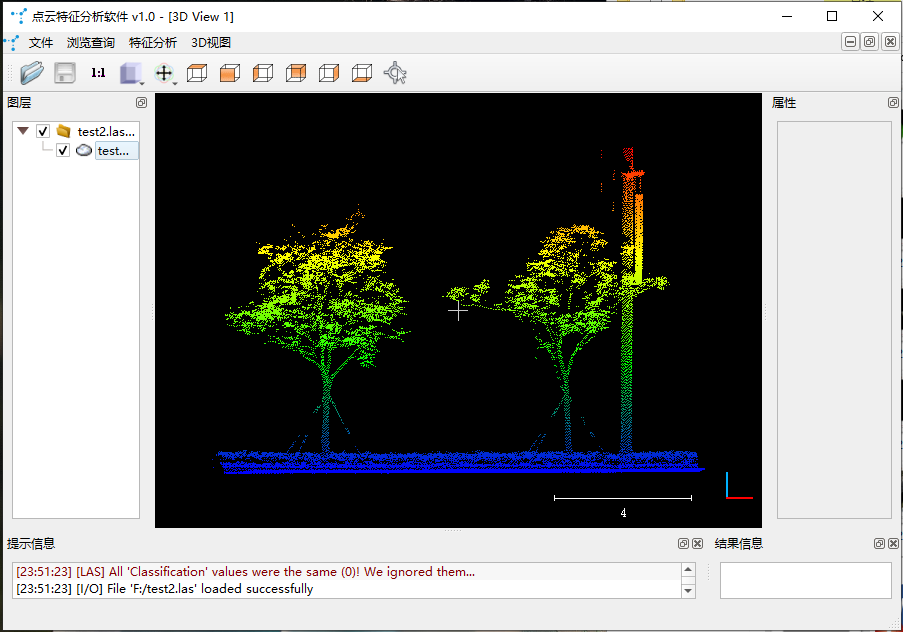 点云特征分析软件 v1.0 - [3D View 1]
文件 浏览查询 特征分析 3D视图
1:1
图层
属性
test2.las...
test...
4
提示信息
结果信息
[23:51:23] [LAS] All 'Classification' values were the same (0)! We ignored them...
[23:51:23] [I/O] File 'F:/test2.las' loaded successfully